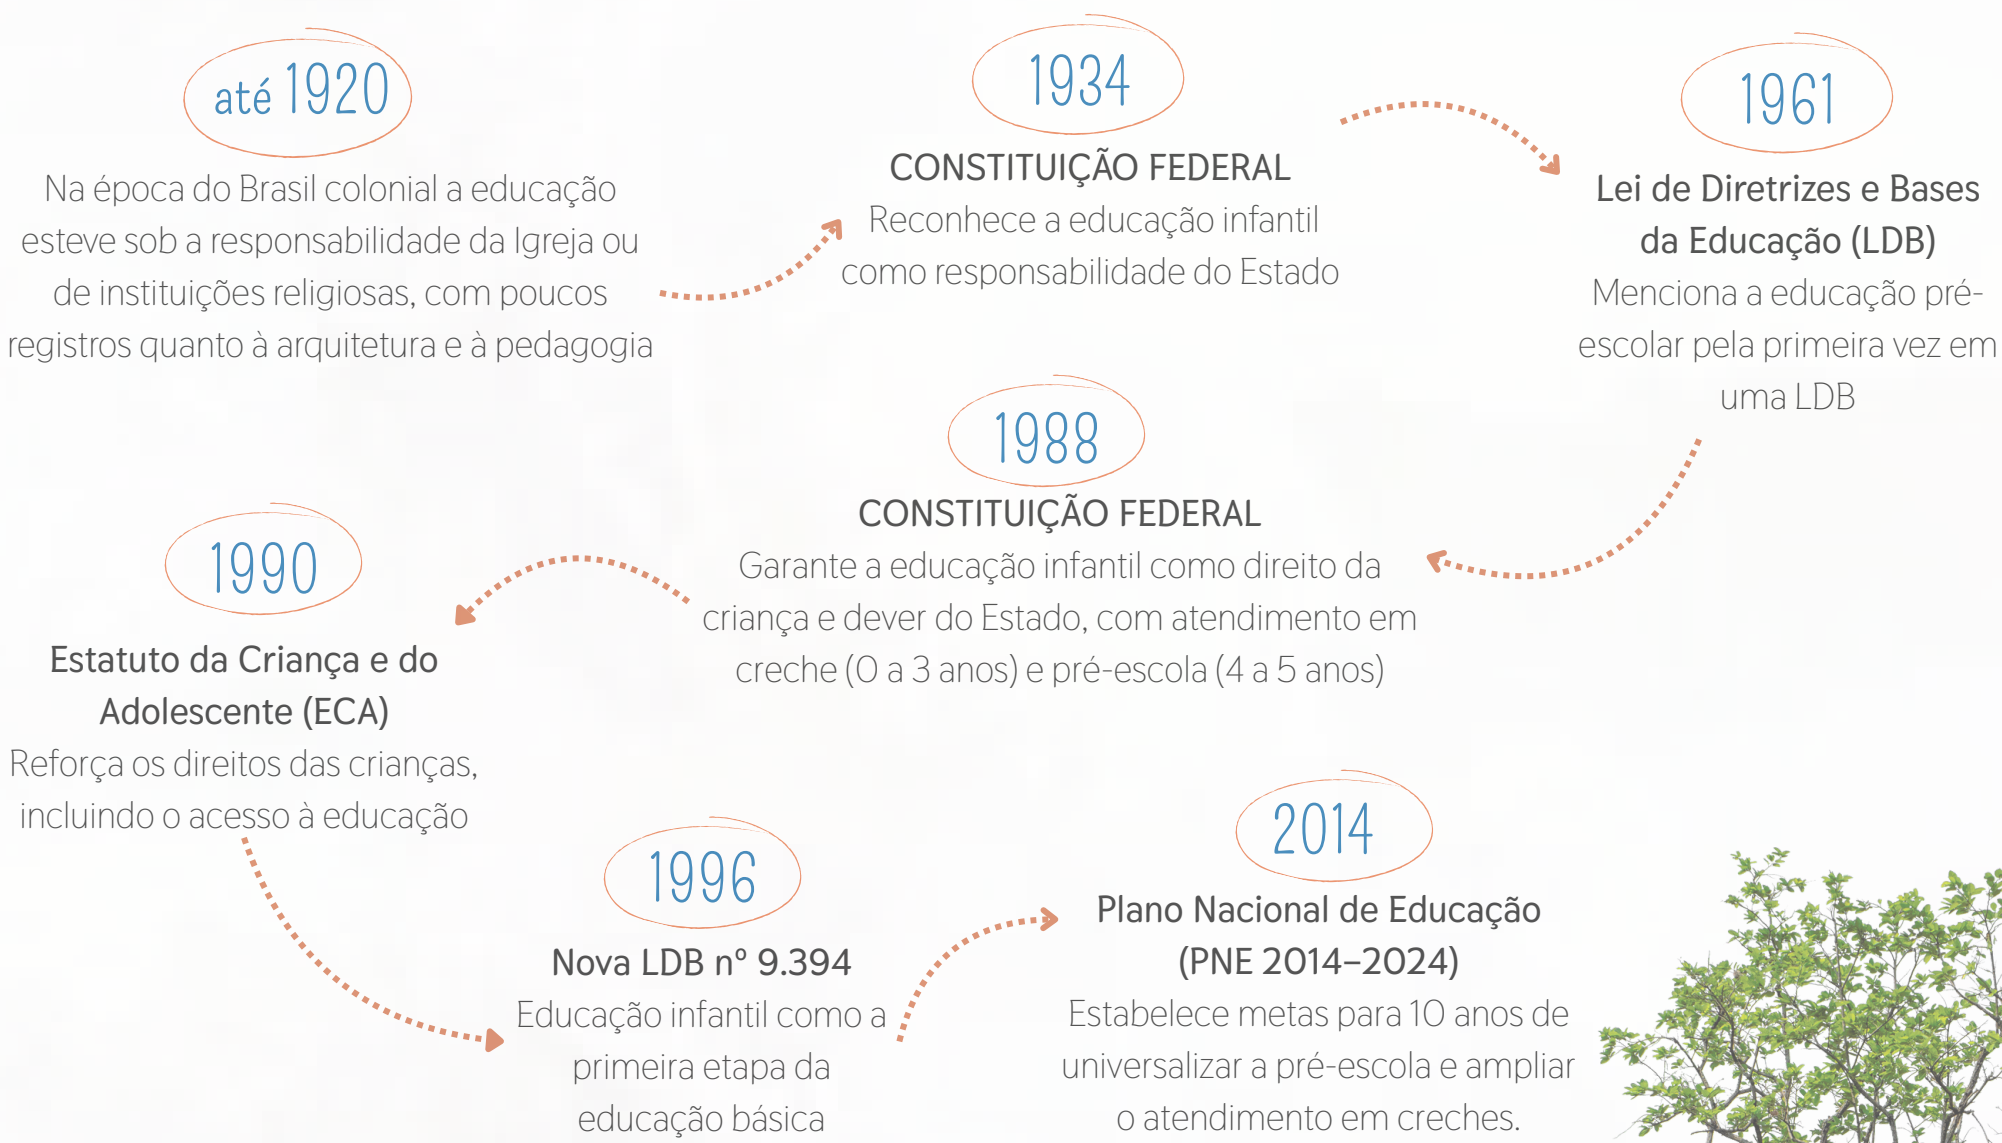 até 1920
Na época do Brasil colonial a educação
esteve sob a responsabilidade da Igreja ou
de instituições religiosas, com poucos
registros quanto à arquitetura e à pedagogia
1934
CONSTITUIÇÃO FEDERAL
Reconhece a educação infantil
como responsabilidade do Estado
1961
Lei de Diretrizes e Bases
da Educação (LDB)
Menciona a educação pré-
escolar pela primeira vez em
uma LDB
1988
CONSTITUIÇÃO FEDERAL
Garante a educação infantil como direito da
criança e dever do Estado, com atendimento em
creche (0 a 3 anos) e pré-escola (4 a 5 anos)
1990
Estatuto da Criança e do
Adolescente (ECA)
Reforça os direitos das crianças,
incluindo o acesso à educação
1996
Nova LDB nº 9.394
Educação infantil como a
primeira etapa da
educação básica
2014
Plano Nacional de Educação
(PNE 2014–2024)
Estabelece metas para 10 anos de
universalizar a pré-escola e ampliar
o atendimento em creches.